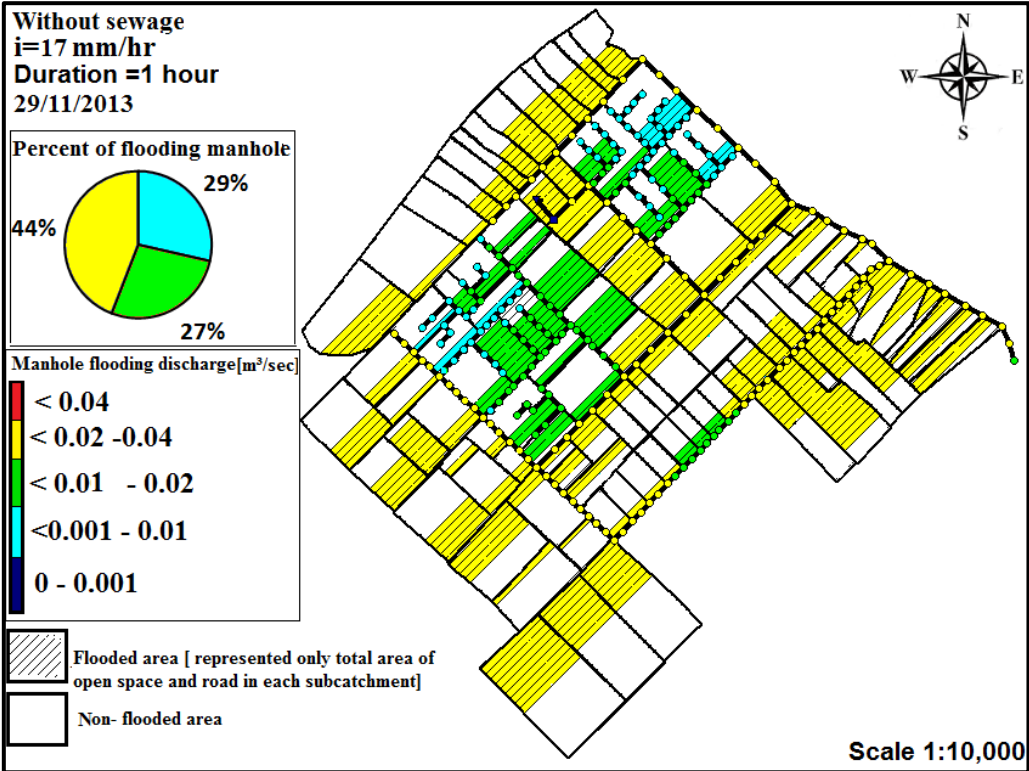 Without sewage
i=17 mm/hr
Duration =1 hour
29/11/2013
Percent of flooding manhole
29%
44%
27%
Manhole flooding discharge[m³/sec]
< 0.04
< 0.02 -0.04
< 0.01 - 0.02
<0.001 - 0.01
0 - 0.001
Flooded area [ represented only total area of
open space and road in each subcatchment]
Non- flooded area
N
W
E
S
Scale 1:10,000